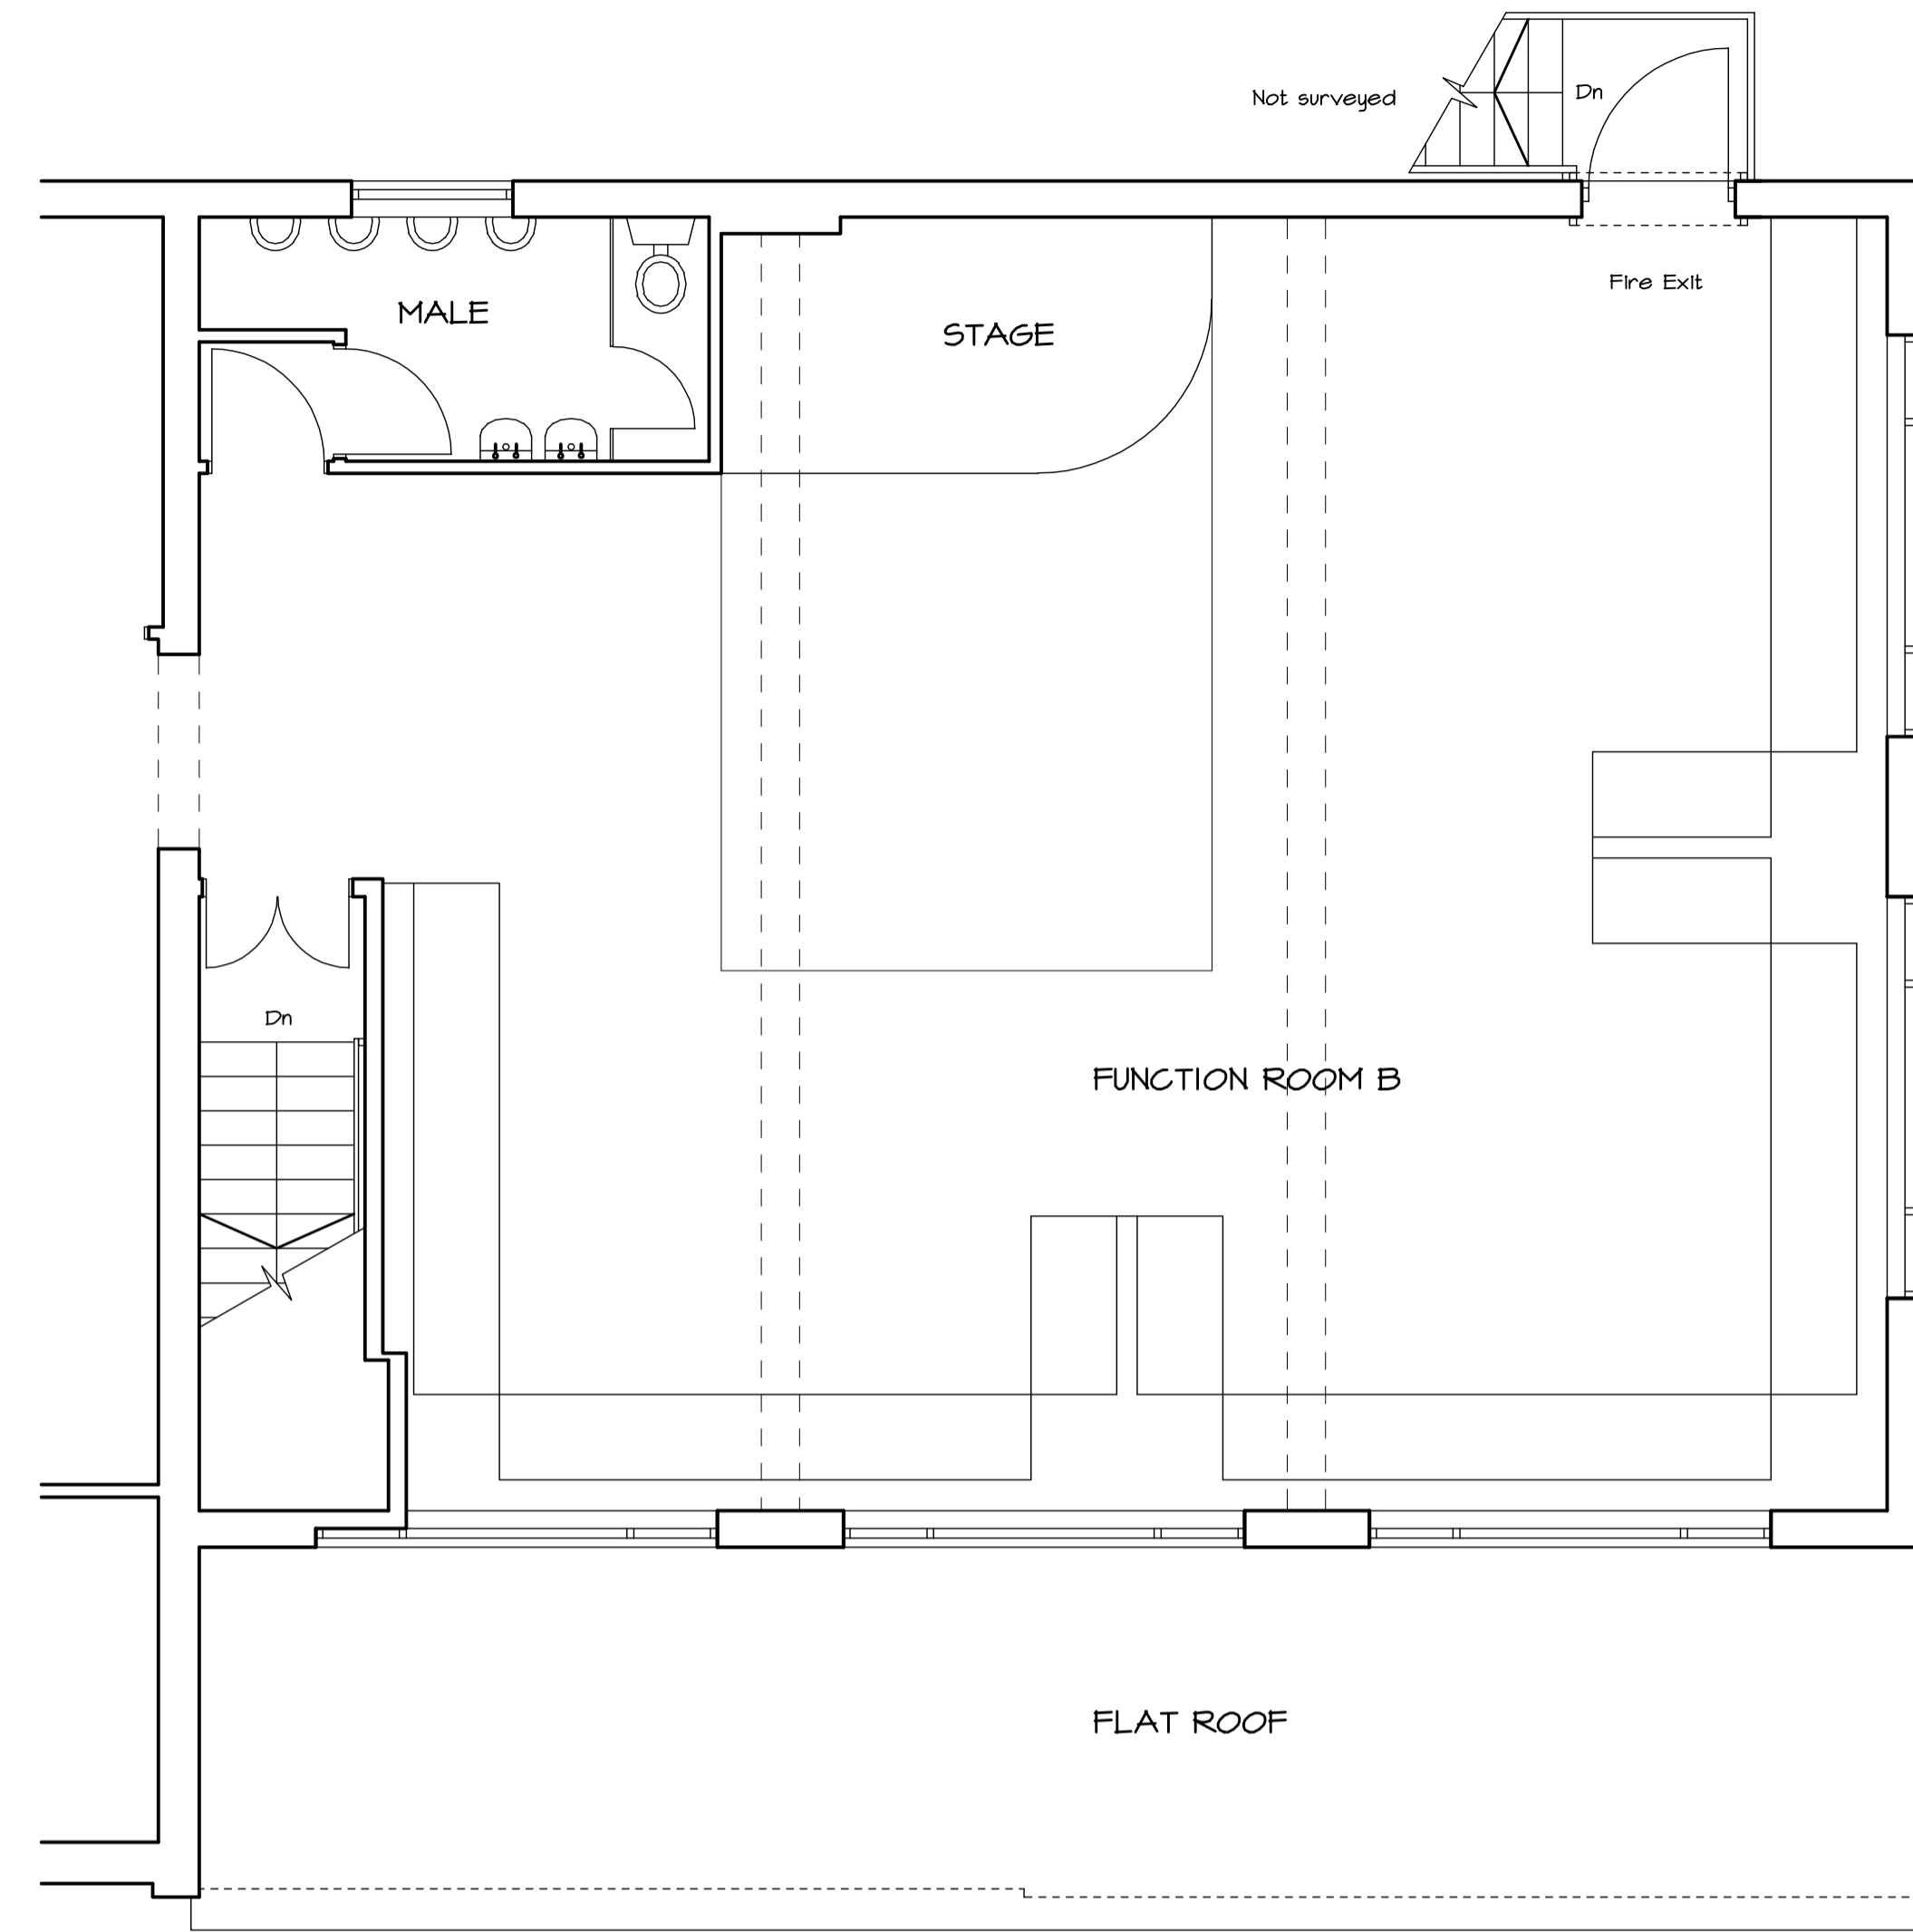 Not surveyed
Dn
Fire Exit
MALE
STAGE
Dn
FUNCTION ROOM B
FLAT ROOF